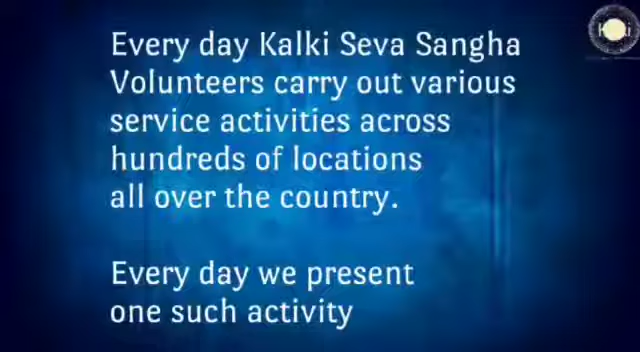 Every day Kalki Seva Sangha
Volunteers carry out various
service activities across
hundreds of locations
all over the country.
Every day we present
one such activity